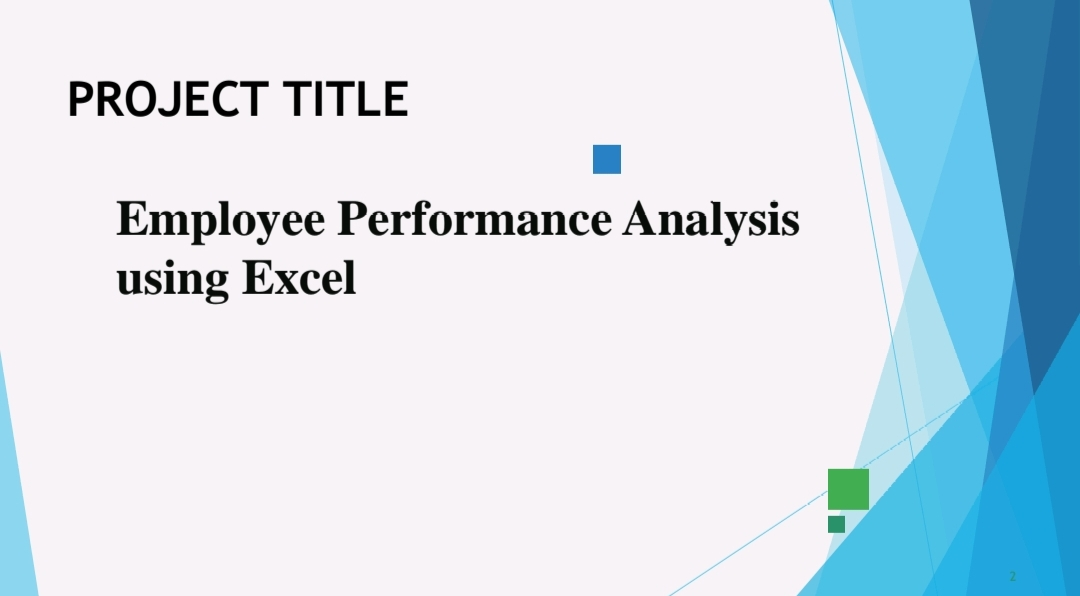 PROJECT TITLE
Employee Performance Analysis
using Excel
2